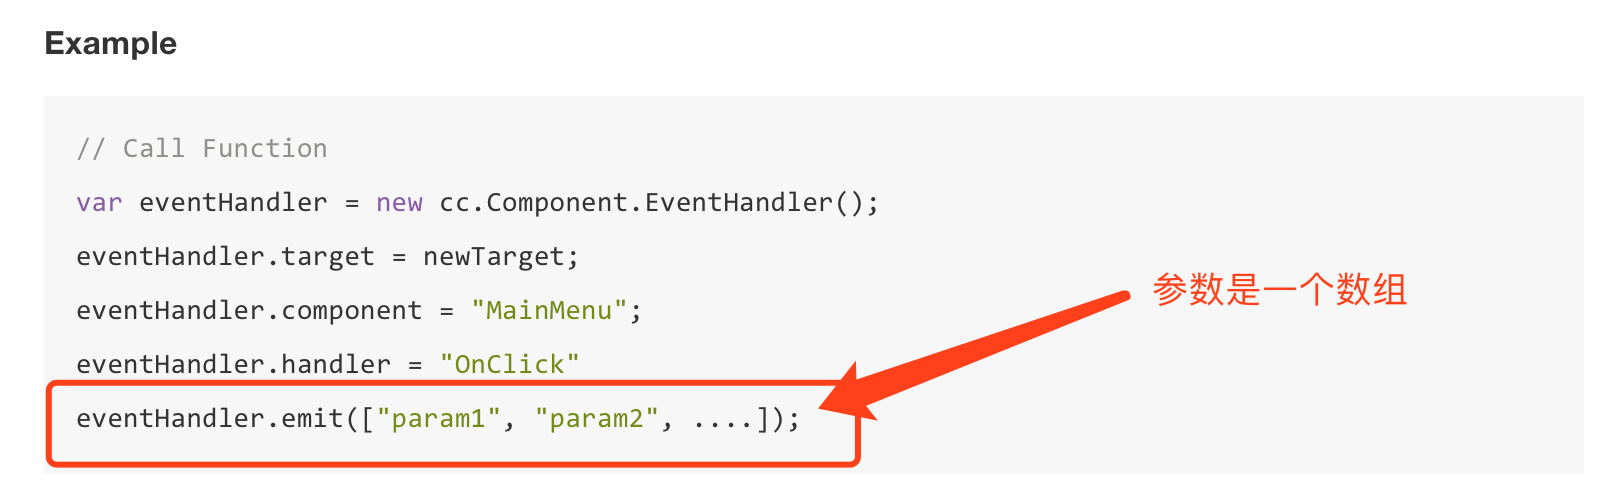 Example
// Call Function
var eventHandler = new cc.Component.EventHandler();
eventHandler.target = newTarget;
参数是一个数组
eventHandler.component = "MainMenu";
eventHandler.handler = "OnClick"
eventHandler.emit(["param1", "param2", ....]);